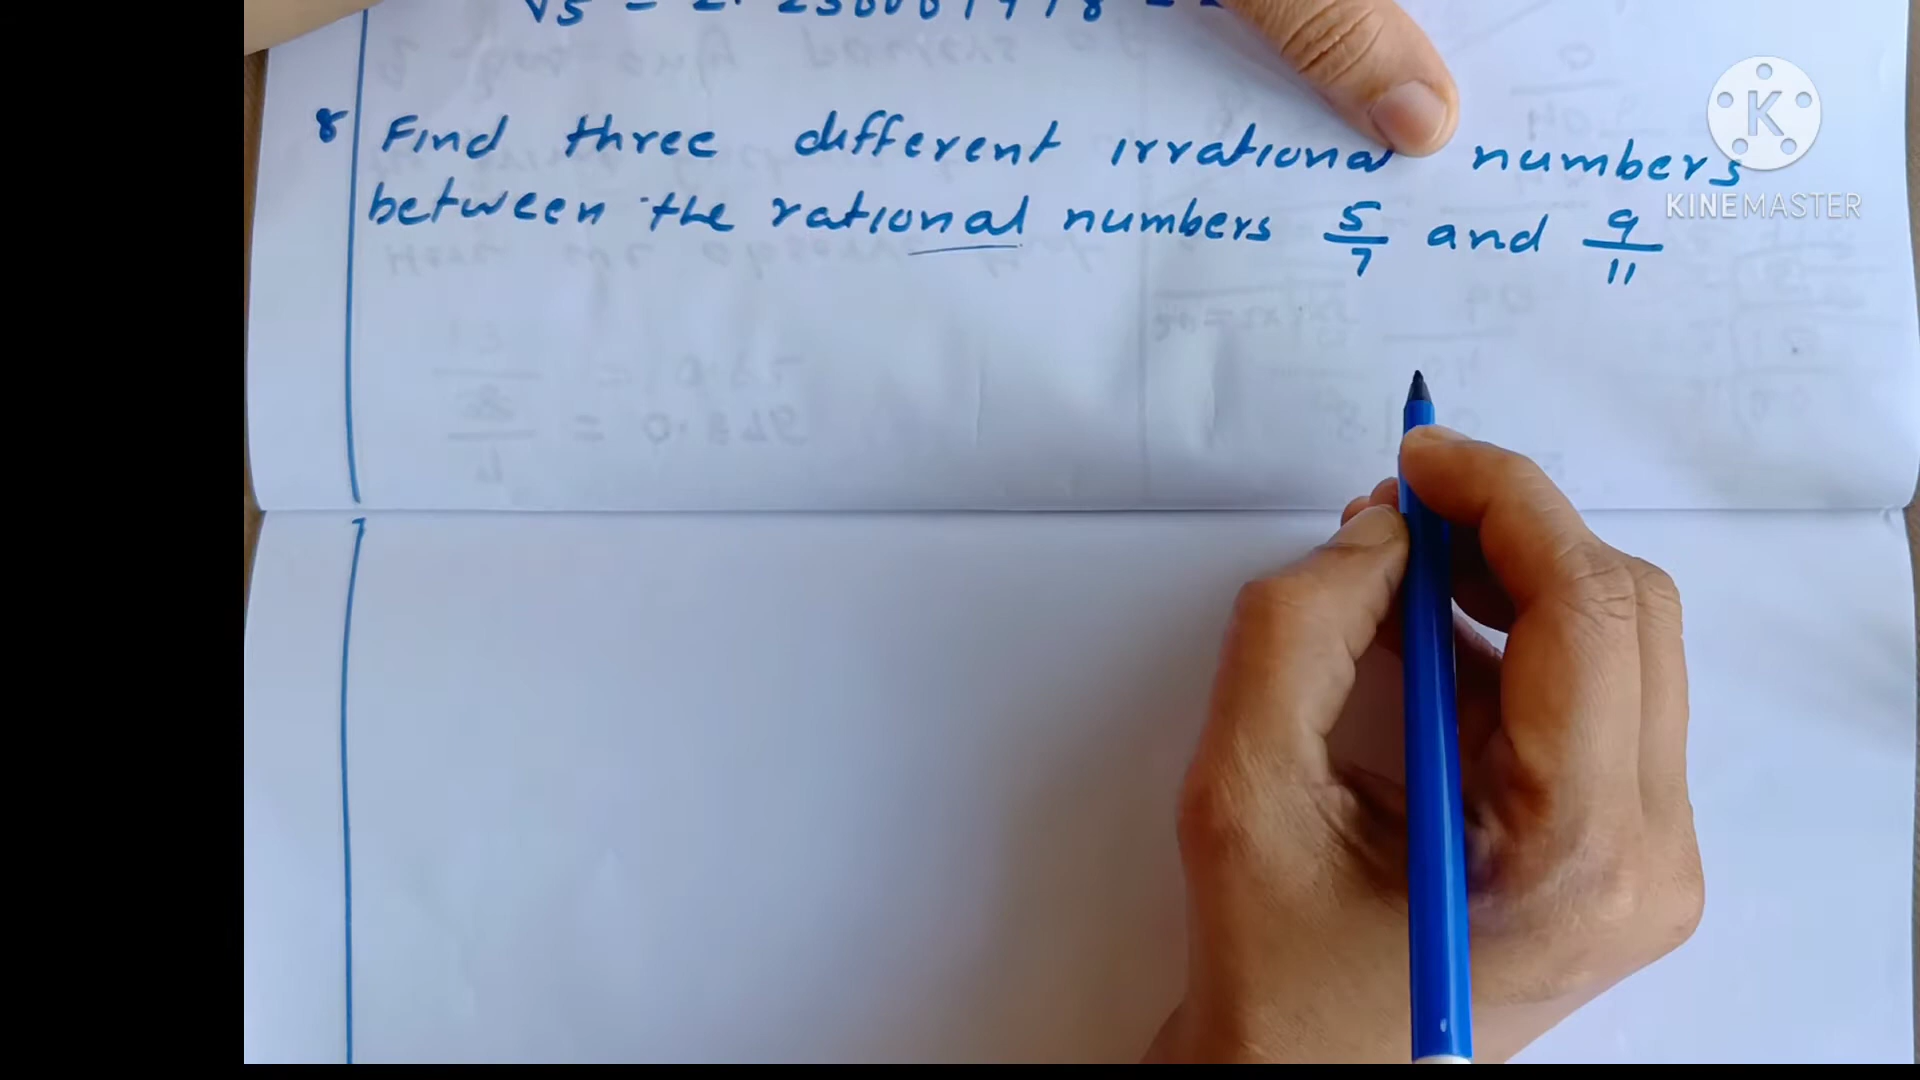 8 Find three different irrational numbers
between the rational numbers 5/7 and 9/11
KINEMASTER